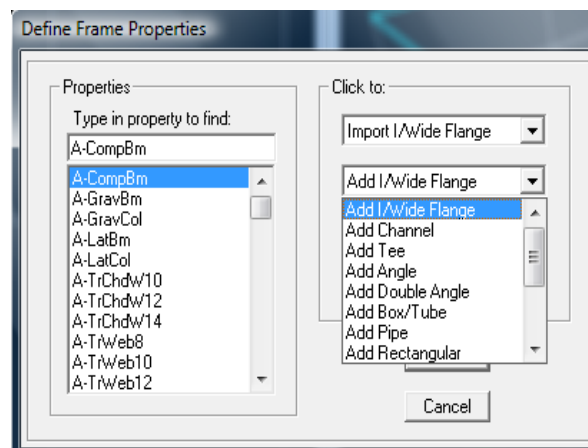 Define Frame Properties
Properties
Type in property to find:
A-CompBm
A-CompBm
A-GravBm
A-GravCol
A-LatBm
A-LatCol
A-TrChdW10
A-TrChdW12
A-TrChdW14
A-TrWeb8
A-TrWeb10
A-TrWeb12
Click to:
Import I/Wide Flange
Add I/Wide Flange
Add I/Wide Flange
Add Channel
Add Tee
Add Angle
Add Double Angle
Add Box/Tube
Add Pipe
Add Rectangular
Cancel